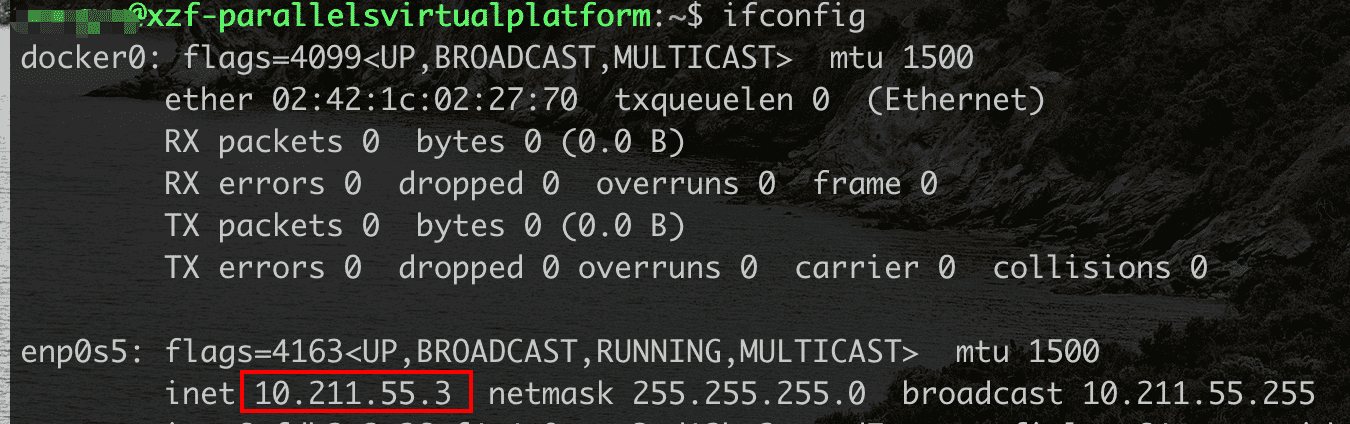 @xzf-parallelsvirtualplatform:~$ ifconfig
docker0: flags=4099<UP,BROADCAST,MULTICAST>  mtu 1500
ether 02:42:1c:02:27:70  txqueuelen 0  (Ethernet)
RX packets 0  bytes 0 (0.0 B)
RX errors 0  dropped 0  overruns 0  frame 0
TX packets 0  bytes 0 (0.0 B)
TX errors 0  dropped 0 overruns 0  carrier 0  collisions 0
enp0s5: flags=4163<UP,BROADCAST,RUNNING,MULTICAST>  mtu 1500
inet 10.211.55.3  netmask 255.255.255.0  broadcast 10.211.55.255